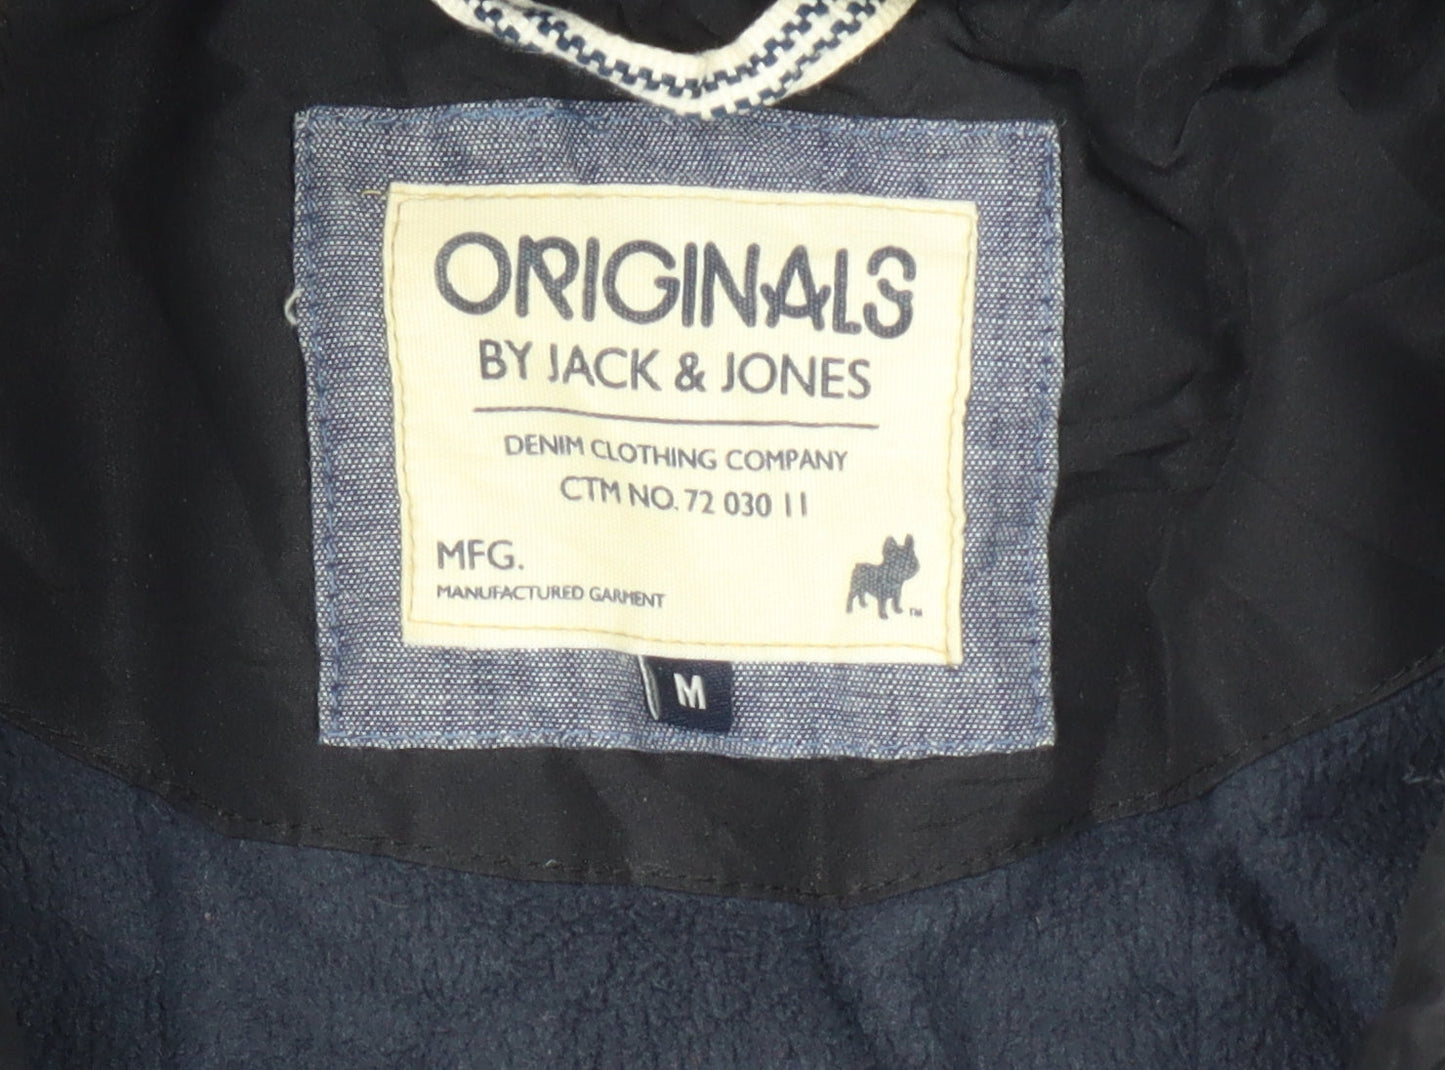 ORIGINALS
BY JACK & JONES
DENIM CLOTHING COMPANY
CTM NO. 72 030 11
MFG.
MANUFACTURED GARMENT
TM
M